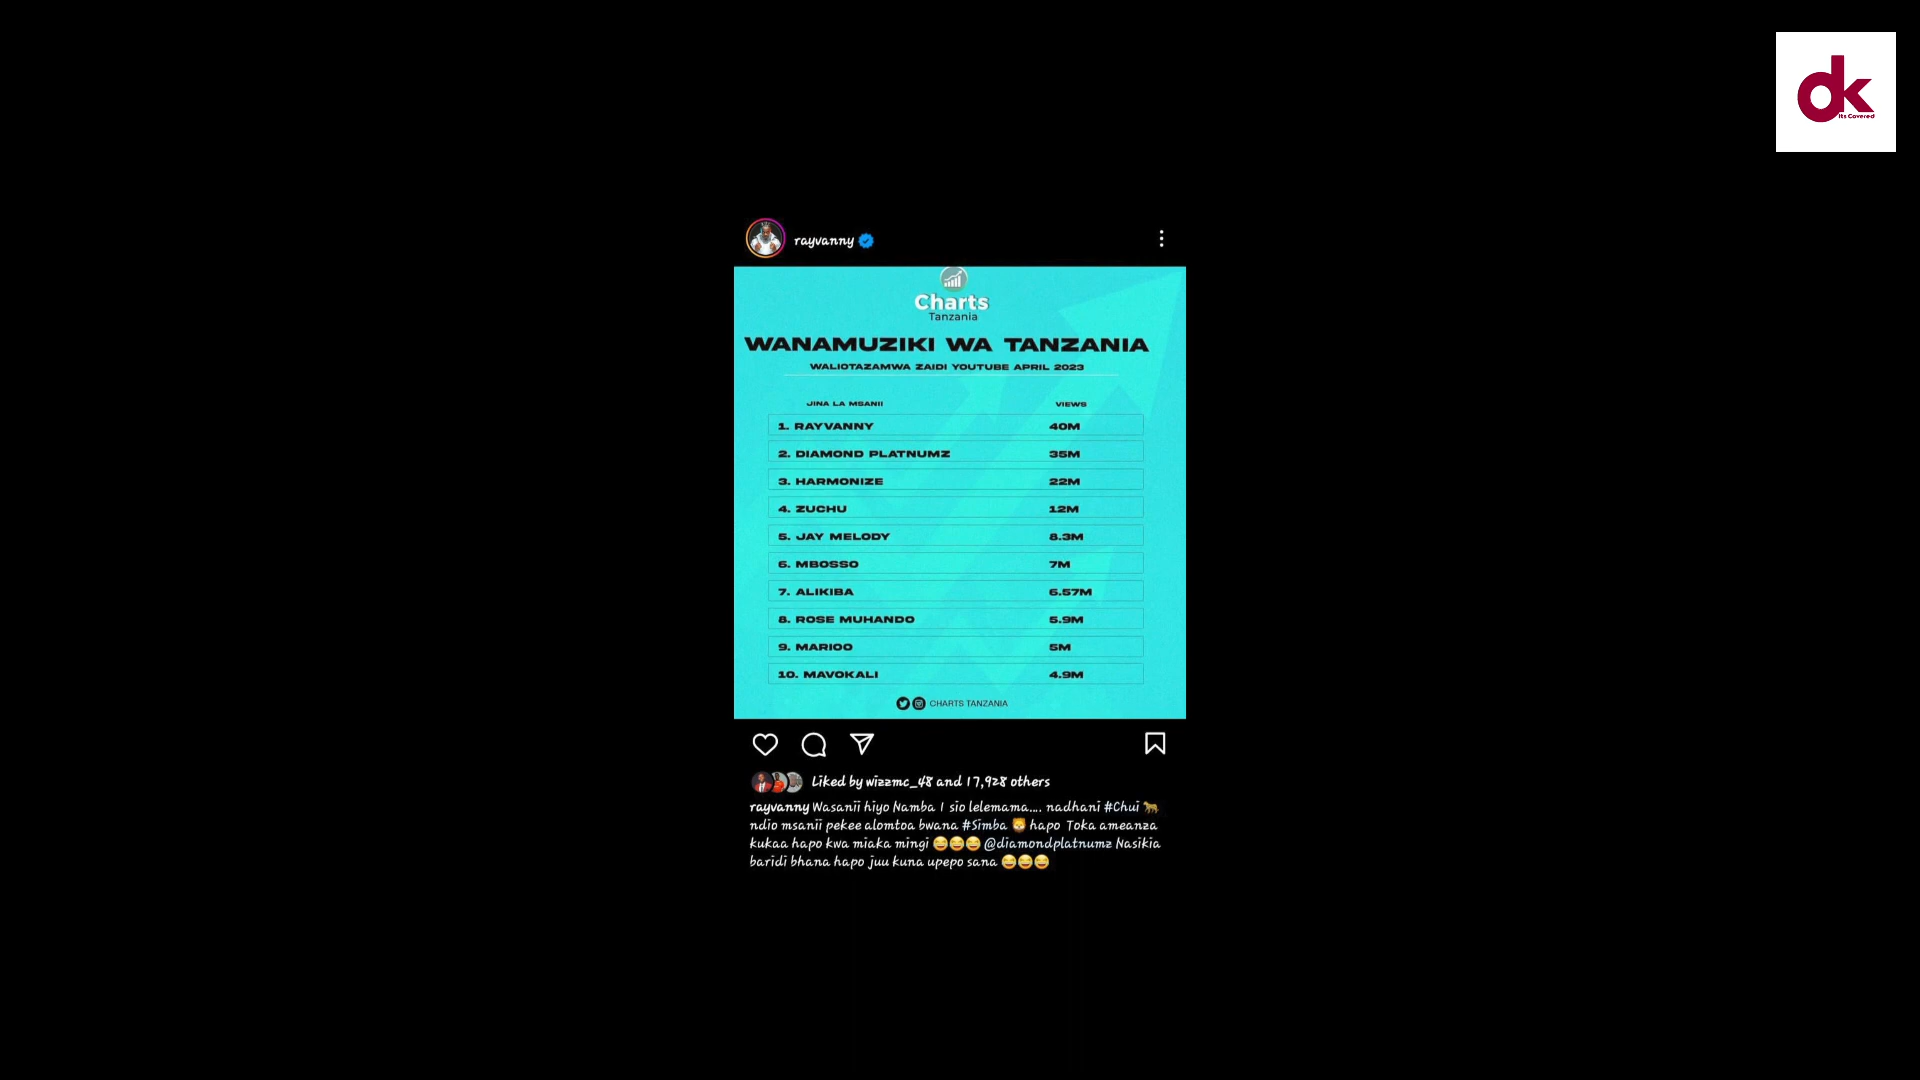 dk
Its Covered
rayvanny
Charts
Tanzania
WANAMUZIKI WA TANZANIA
WALIOTAZAMWA ZAIDI YOUTUBE APRIL 2023
JINA LA MSANII VIEWS
1. RAYVANNY 40M
2. DIAMOND PLATNUMZ 35M
3. HARMONIZE 22M
4. ZUCHU 12M
5. JAY MELODY 8.3M
6. MBOSSO 7M
7. ALIKIBA 6.57M
8. ROSE MUHANDO 5.9M
9. MARIOO 5M
10. MAVOKALI 4.9M
CHARTS TANZANIA
Liked by wizzmc_48 and 17,928 others
rayvanny Wasanii hiyo Namba 1 sio lelemama.... nadhani #Chui 🐆
ndio msanii pekee alomtoa bwana #Simba 🦁 hapo Toka ameanza
kukaa hapo kwa miaka mingi 😂😂😂 @diamondplatnumz Nasikia
baridi bhana hapo juu kuna upepo sana 😂😂😂